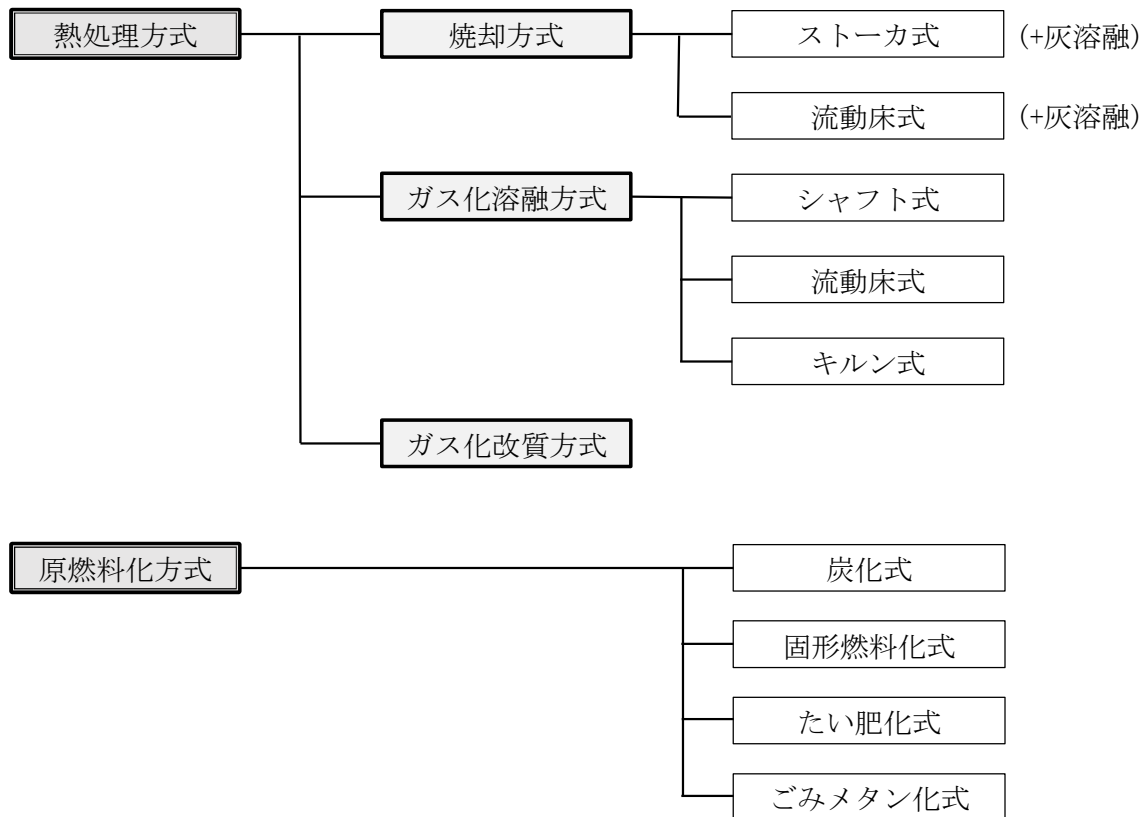 熱処理方式 焼却方式 ストーカ式 (+灰溶融)
流動床式 (+灰溶融)
ガス化溶融方式 シャフト式
流動床式
キルン式
ガス化改質方式
原燃料化方式 炭化式
固形燃料化式
たい肥化式
ごみメタン化式